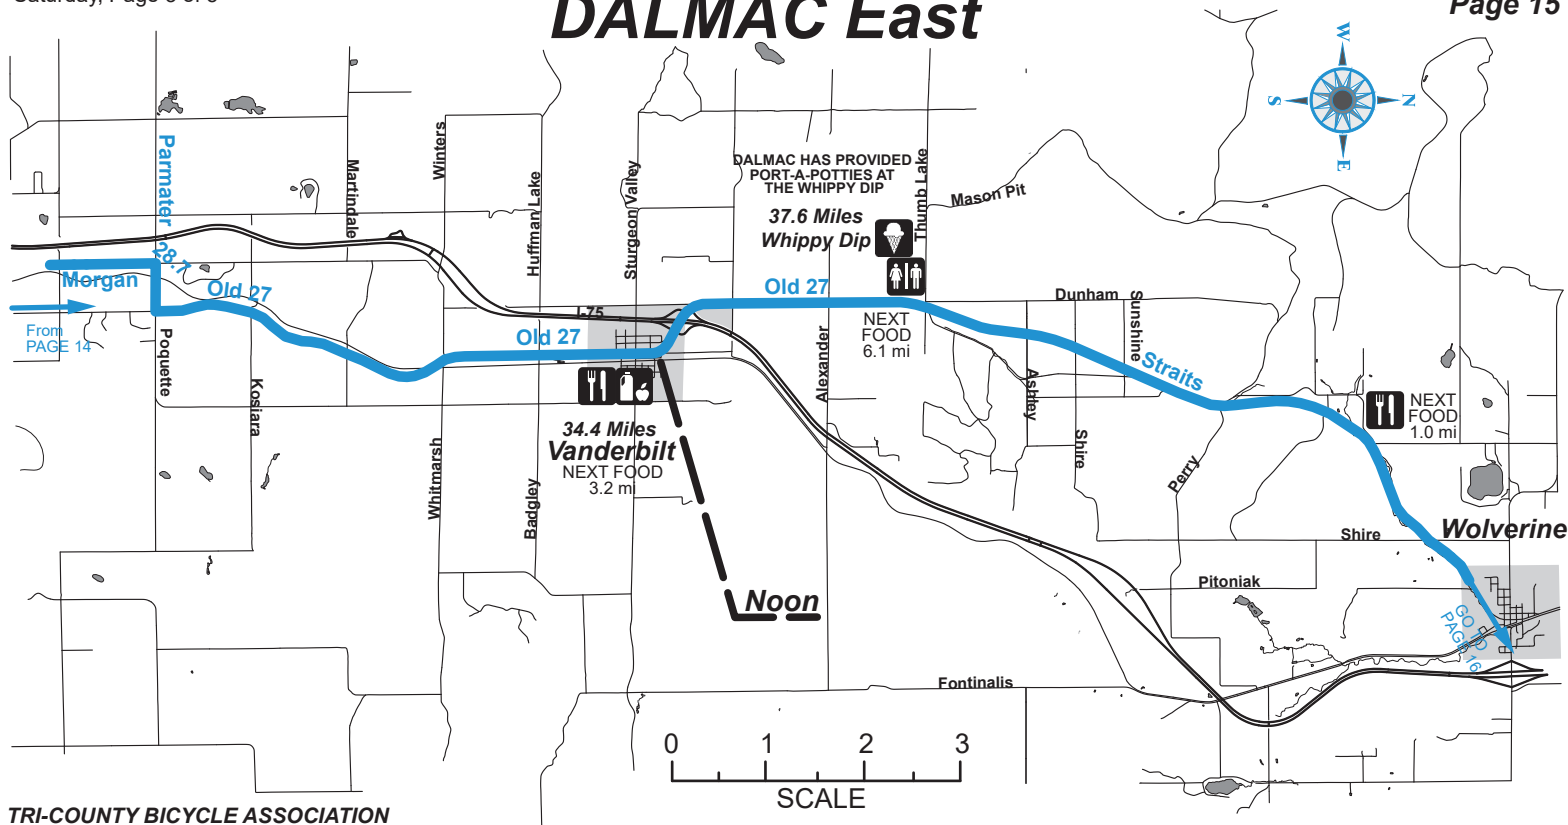 DALMAC East
Page 15
W
S
N
E
Parmater
28.7
Morgan
From
PAGE 14
Old 27
Poquette
Kosiara
Martindale
Winters
Whitmarsh
Huffman Lake
Badgley
Sturgeon Valley
I-75
Old 27
34.4 Miles
Vanderbilt
NEXT FOOD
3.2 mi
DALMAC HAS PROVIDED
PORT-A-POTTIES AT
THE WHIPPY DIP
37.6 Miles
Whippy Dip
Thumb Lake
Mason Pit
Old 27
NEXT
FOOD
6.1 mi
Alexander
Dunham
Sunshine
Ashley
Shire
Straits
Perry
NEXT
FOOD
1.0 mi
Shire
Wolverine
Pitoniak
GO TO
PAGE 16
Noon
Fontinalis
0 1 2 3
SCALE
TRI-COUNTY BICYCLE ASSOCIATION